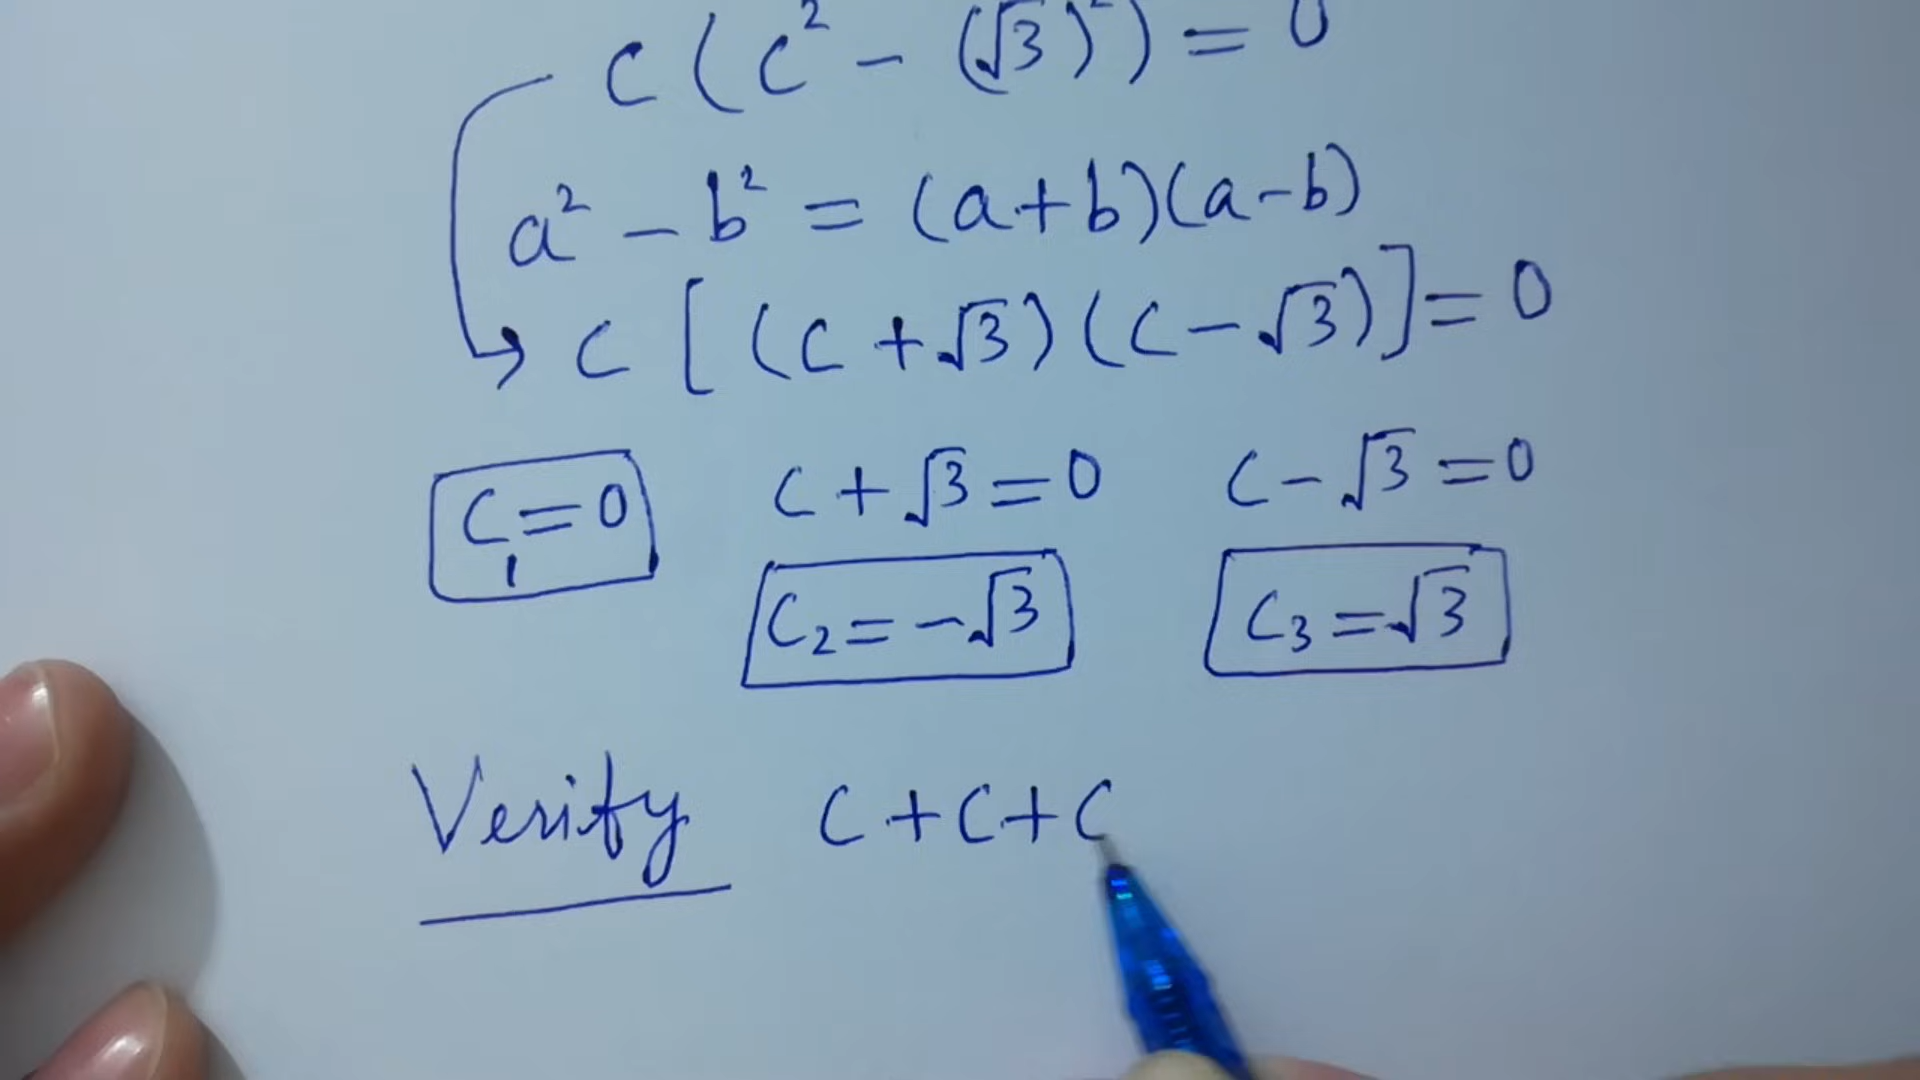 c (c² - (√3)²) = 0
a² - b² = (a+b)(a-b)
c [(c+√3)(c-√3)] = 0
c₁=0 c+√3=0 c-√3=0
c₂=-√3 c₃=√3
Verify c+c+c